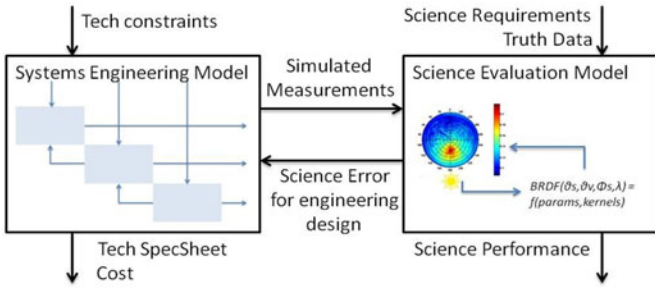 Tech constraints
Science Requirements
Truth Data
Systems Engineering Model
Simulated
Measurements
Science Evaluation Model
Science Error
for engineering
design
BRDF(θs,θv,Φs,λ) =
f(params,kernels)
Tech SpecSheet
Cost
Science Performance